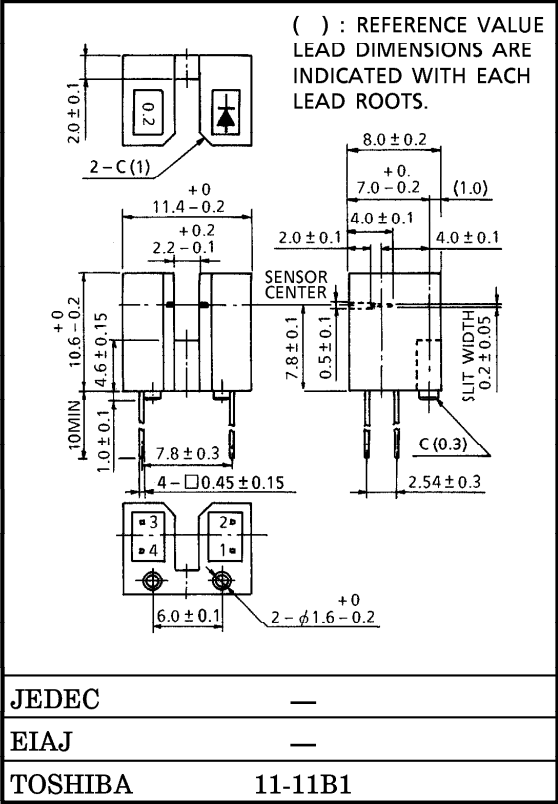 ( ) : REFERENCE VALUE
LEAD DIMENSIONS ARE
INDICATED WITH EACH
LEAD ROOTS.
2.0 ± 0.1
0.2
2 – C (1)
8.0 ± 0.2
+ 0.
7.0 – 0.2
(1.0)
4.0 ± 0.1
2.0 ± 0.1
4.0 ± 0.1
+ 0
11.4 – 0.2
+ 0.2
2.2 – 0.1
SENSOR
CENTER
+ 0
10.6 – 0.2
4.6 ± 0.15
7.8 ± 0.1
0.5 ± 0.1
SLIT WIDTH
0.2 ± 0.05
10MIN
1.0 ± 0.1
7.8 ± 0.3
C (0.3)
4 – □ 0.45 ± 0.15
2.54 ± 0.3
3
2
4
1
6.0 ± 0.1
+ 0
2 – ϕ 1.6 – 0.2
JEDEC —
EIAJ —
TOSHIBA 11-11B1